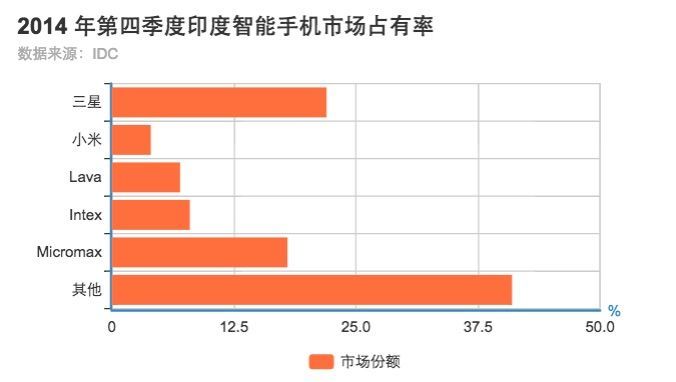 2014 年第四季度印度智能手机市场占有率
数据来源：IDC
三星
小米
Lava
Intex
Micromax
其他
%
0 12.5 25.0 37.5 50.0
市场份额